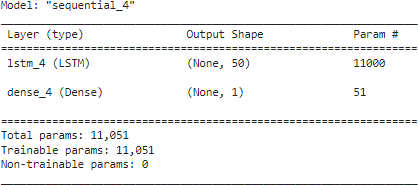 Model: "sequential_4"
_________________________________________________________________
Layer (type) Output Shape Param #
=================================================================
lstm_4 (LSTM) (None, 50) 11000
dense_4 (Dense) (None, 1) 51
=================================================================
Total params: 11,051
Trainable params: 11,051
Non-trainable params: 0
_________________________________________________________________